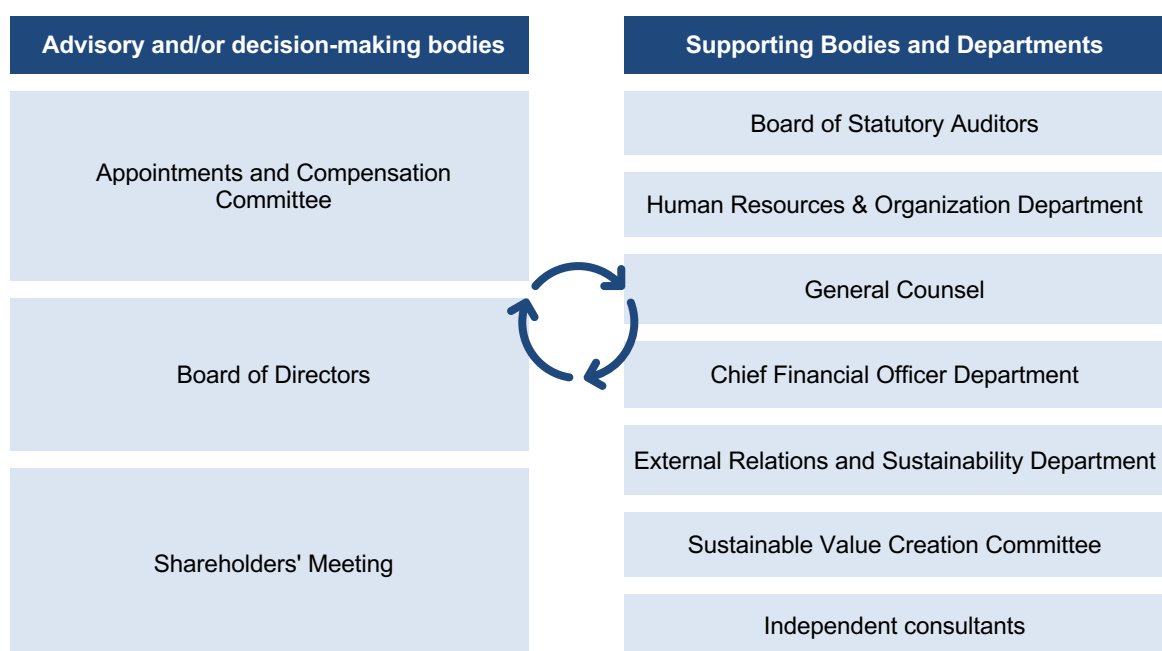 Advisory and/or decision-making bodies
Appointments and Compensation
Committee
Board of Directors
Shareholders' Meeting
Supporting Bodies and Departments
Board of Statutory Auditors
Human Resources & Organization Department
General Counsel
Chief Financial Officer Department
External Relations and Sustainability Department
Sustainable Value Creation Committee
Independent consultants